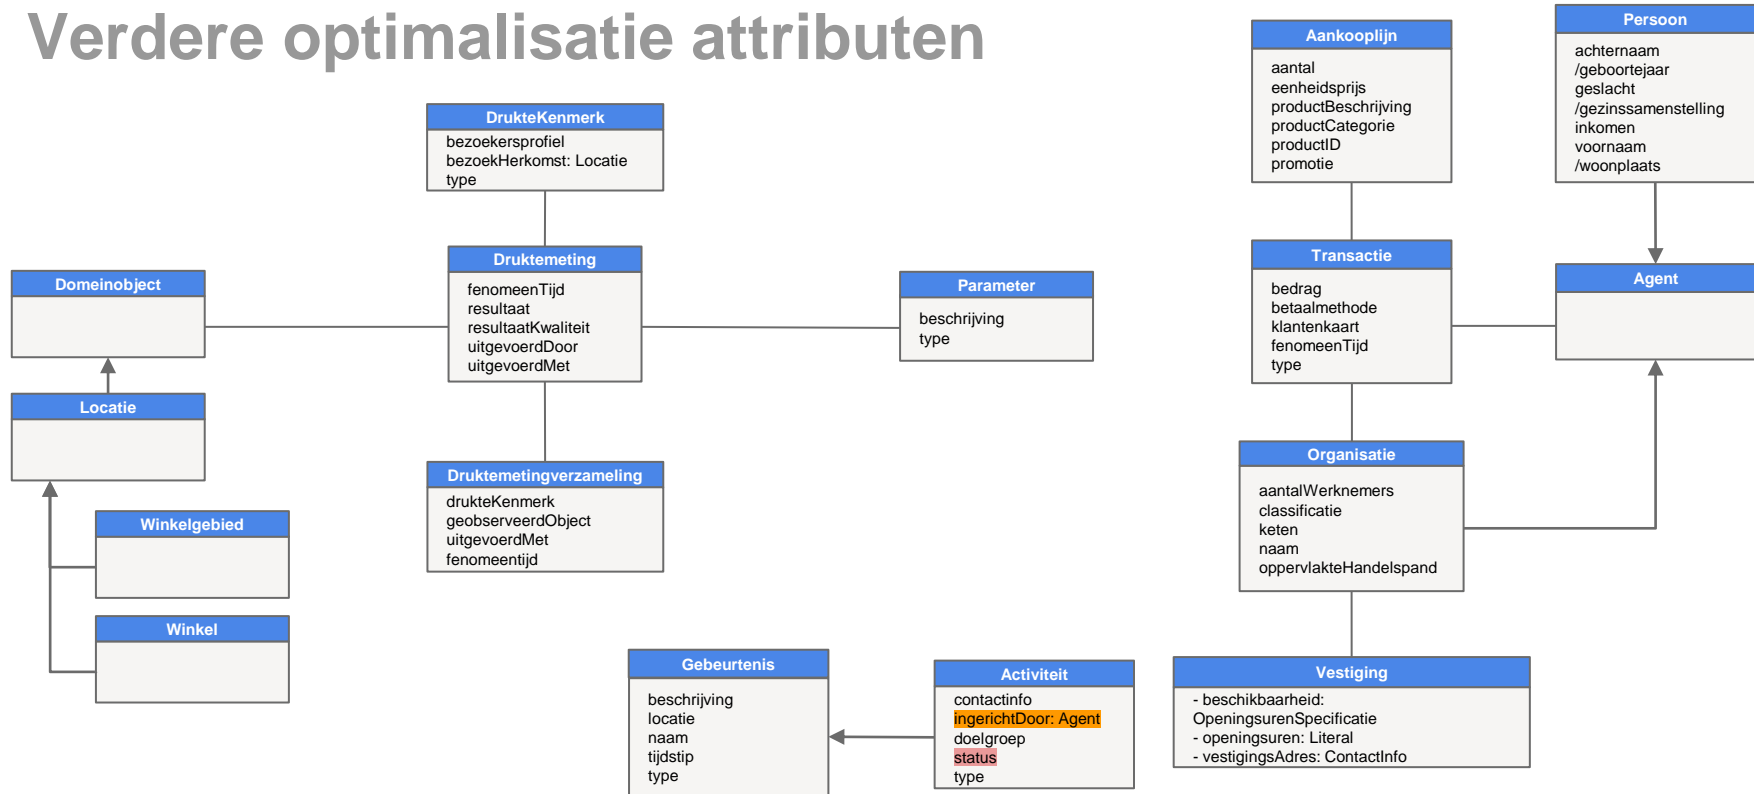 Verdere optimalisatie attributen
DrukteKenmerk
bezoekersprofiel
bezoekHerkomst: Locatie
type
Domeinobject
Druktemeting
fenomeenTijd
resultaat
resultaatKwaliteit
uitgevoerdDoor
uitgevoerdMet
Parameter
beschrijving
type
Locatie
Druktemetingverzameling
drukteKenmerk
geobserveerdObject
uitgevoerdMet
fenomeentijd
Winkelgebied
Winkel
Gebeurtenis
beschrijving
locatie
naam
tijdstip
type
Activiteit
contactinfo
ingerichtDoor: Agent
doelgroep
status
type
Aankooplijn
aantal
eenheidsprijs
productBeschrijving
productCategorie
productID
promotie
Persoon
achternaam
/geboortejaar
geslacht
/gezinssamenstelling
inkomen
voornaam
/woonplaats
Transactie
bedrag
betaalmethode
klantenkaart
fenomeenTijd
type
Agent
Organisatie
aantalWerknemers
classificatie
keten
naam
oppervlakteHandelspand
Vestiging
- beschikbaarheid:
OpeningsurenSpecificatie
- openingsuren: Literal
- vestigingsAdres: ContactInfo